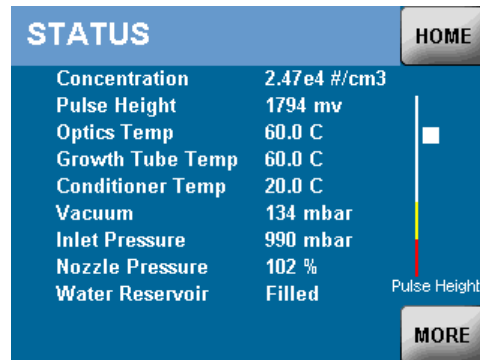 STATUS
HOME
Concentration 2.47e4 #/cm3
Pulse Height 1794 mv
Optics Temp 60.0 C
Growth Tube Temp 60.0 C
Conditioner Temp 20.0 C
Vacuum 134 mbar
Inlet Pressure 990 mbar
Nozzle Pressure 102 %
Water Reservoir Filled
Pulse Height
MORE